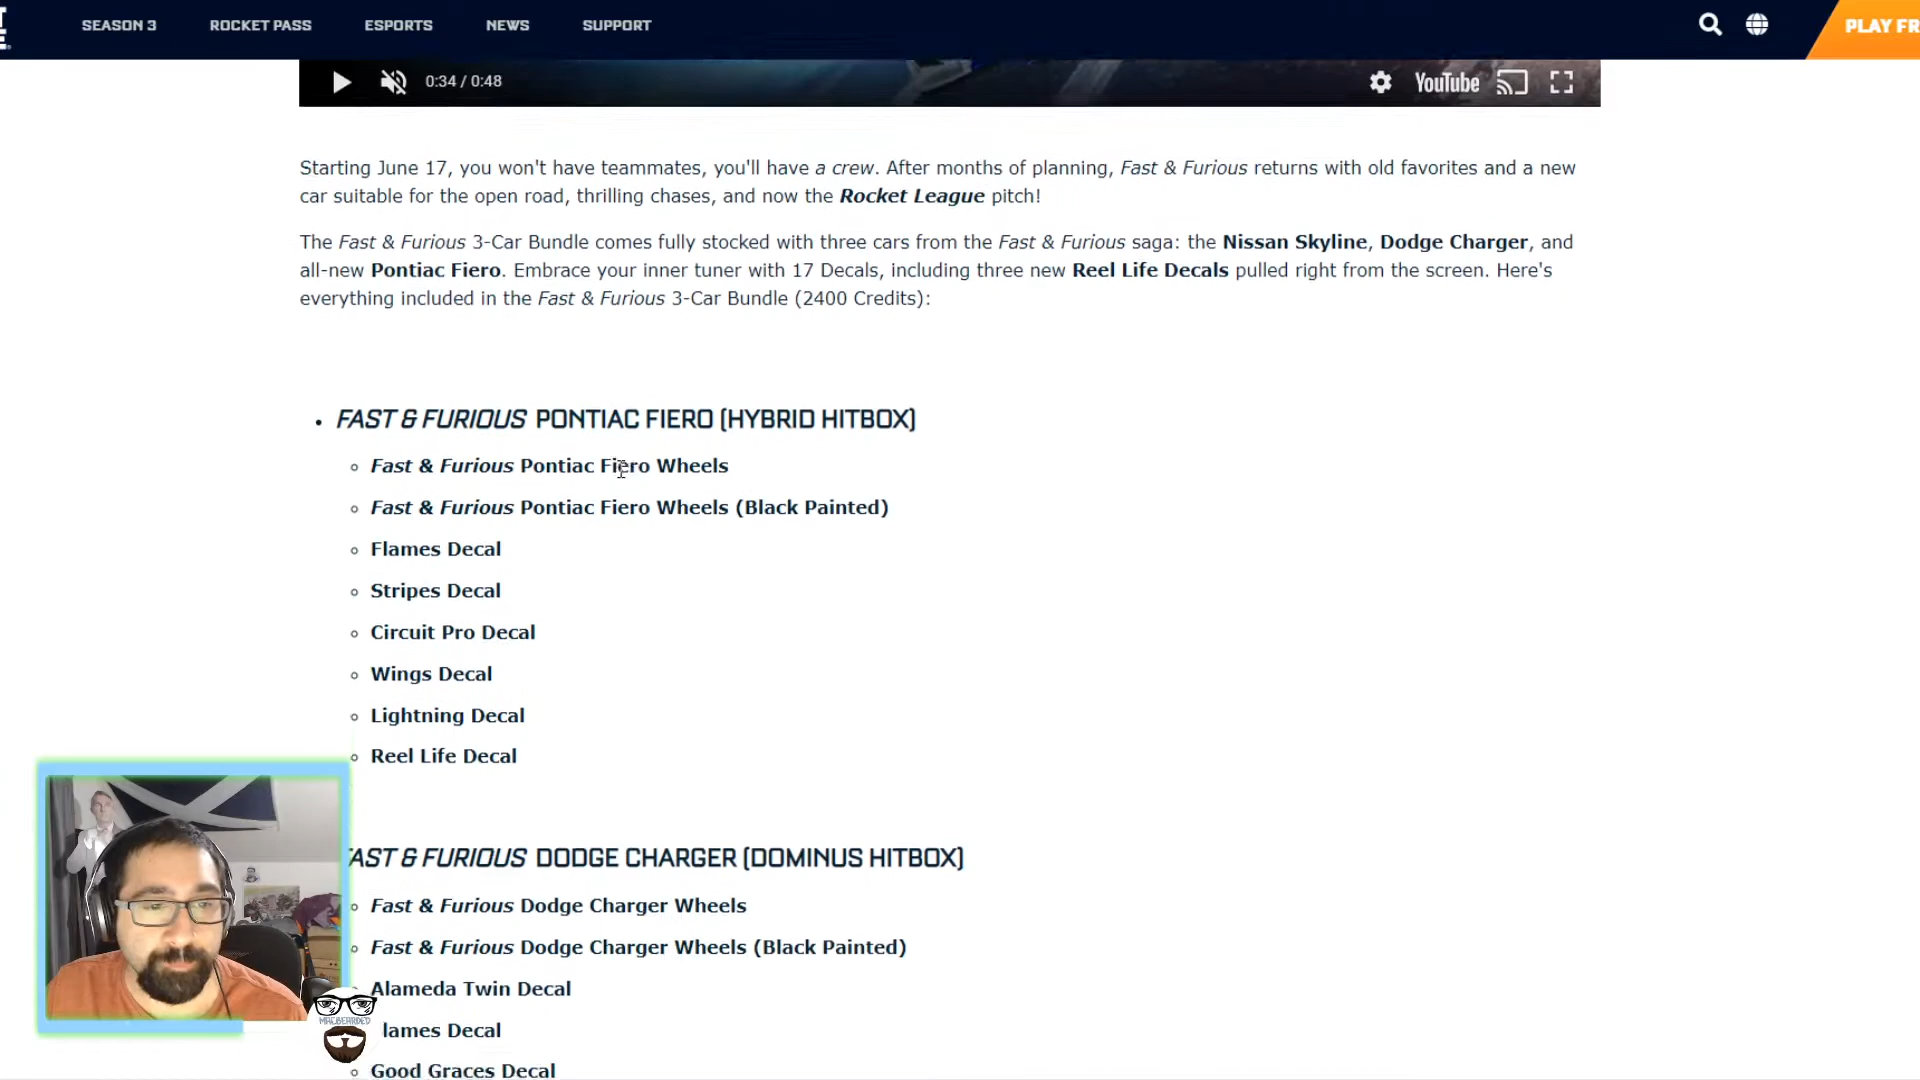 SEASON 3 ROCKET PASS ESPORTS NEWS SUPPORT
0:34 / 0:48 YouTube
Starting June 17, you won't have teammates, you'll have a crew. After months of planning, Fast & Furious returns with old favorites and a new
car suitable for the open road, thrilling chases, and now the Rocket League pitch!
The Fast & Furious 3-Car Bundle comes fully stocked with three cars from the Fast & Furious saga: the Nissan Skyline, Dodge Charger, and
all-new Pontiac Fiero. Embrace your inner tuner with 17 Decals, including three new Reel Life Decals pulled right from the screen. Here's
everything included in the Fast & Furious 3-Car Bundle (2400 Credits):
FAST & FURIOUS PONTIAC FIERO (HYBRID HITBOX)
Fast & Furious Pontiac Fiero Wheels
Fast & Furious Pontiac Fiero Wheels (Black Painted)
Flames Decal
Stripes Decal
Circuit Pro Decal
Wings Decal
Lightning Decal
Reel Life Decal
AST & FURIOUS DODGE CHARGER (DOMINUS HITBOX)
Fast & Furious Dodge Charger Wheels
Fast & Furious Dodge Charger Wheels (Black Painted)
Alameda Twin Decal
lames Decal
Good Graces Decal
MACBEARDED